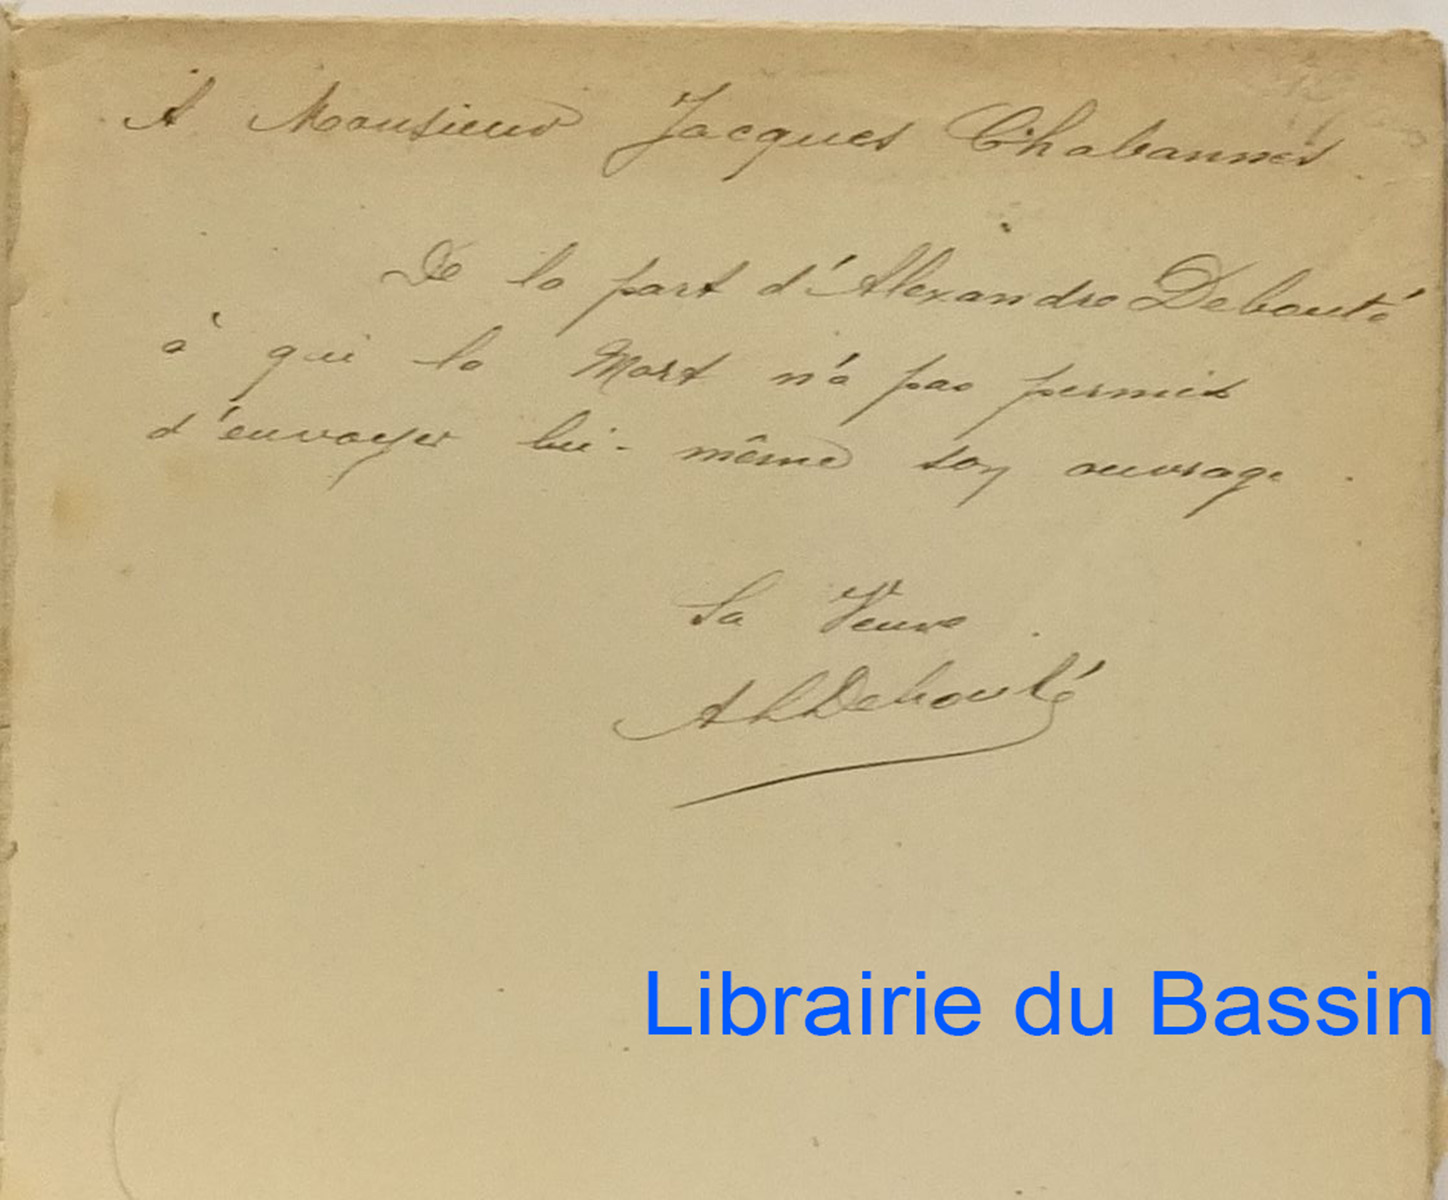 A Monsieur Jacques Chabannes
De la part d'Alexandre Debouté
à qui la Mort n'a pas permis
d'envoyer lui-même son ouvrage.
Sa Veuve
Debouté
Librairie du Bassin